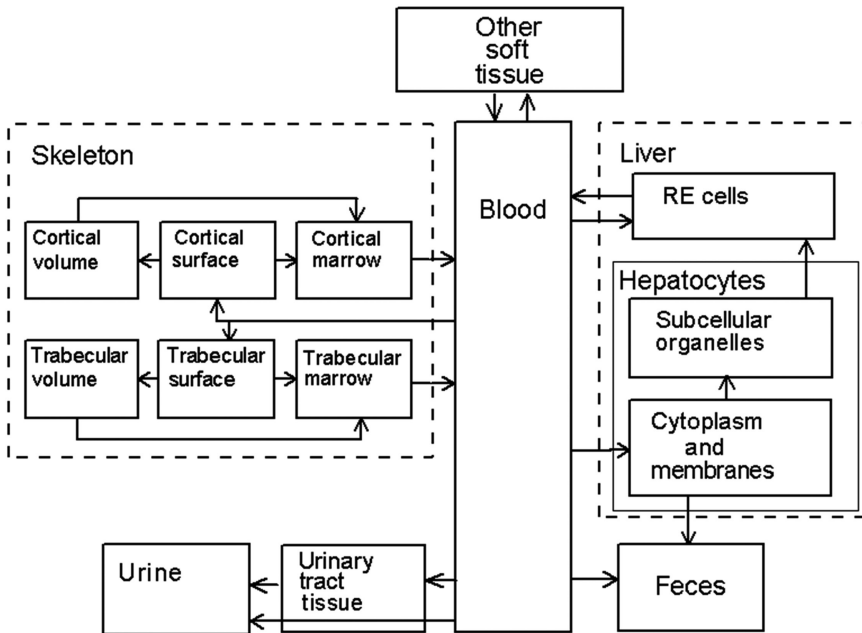 Other
soft
tissue
Skeleton
Blood
Liver
RE cells
Cortical
volume
Cortical
surface
Cortical
marrow
Hepatocytes
Subcellular
organelles
Trabecular
volume
Trabecular
surface
Trabecular
marrow
Cytoplasm
and
membranes
Urine
Urinary
tract
tissue
Feces